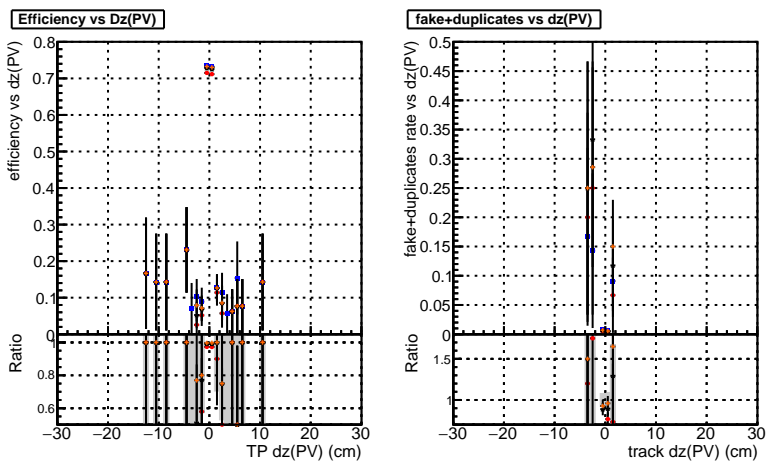 Efficiency vs Dz(PV)
efficiency vs dz(PV)
0.8
0.7
0.6
0.5
0.4
0.3
0.2
0.1
0
Ratio
1
0.8
0.6
−30 −20 −10 0 10 20 30
TP dz(PV) (cm)
fake+duplicates vs dz(PV)
fake+duplicates rate vs dz(PV)
0.5
0.45
0.4
0.35
0.3
0.25
0.2
0.15
0.1
0.05
0
Ratio
1.5
1
−30 −20 −10 0 10 20 30
track dz(PV) (cm)